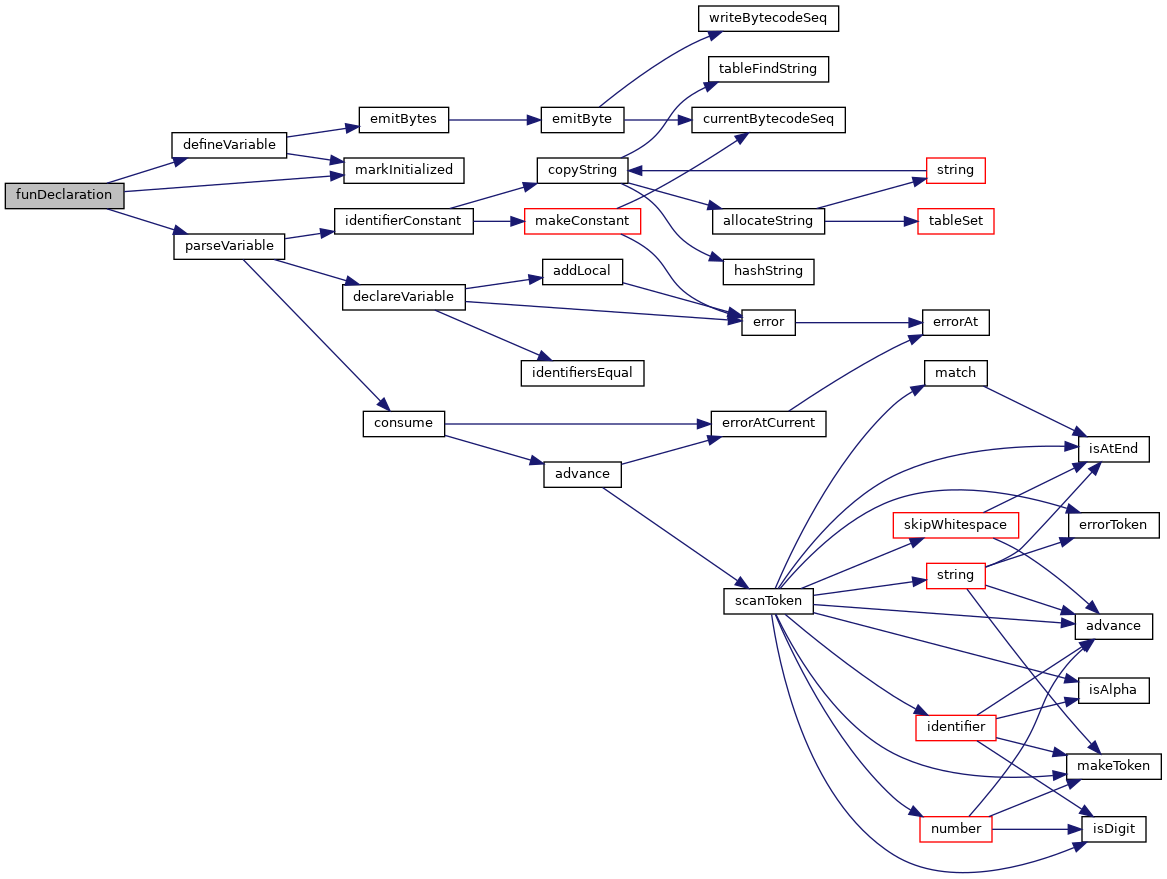 writeBytecodeSeq
tableFindString
emitBytes
emitByte
currentBytecodeSeq
defineVariable
markInitialized
copyString
string
funDeclaration
identifierConstant
makeConstant
allocateString
tableSet
parseVariable
addLocal
hashString
declareVariable
error
errorAt
identifiersEqual
match
consume
errorAtCurrent
isAtEnd
advance
skipWhitespace
errorToken
string
scanToken
advance
isAlpha
identifier
makeToken
number
isDigit